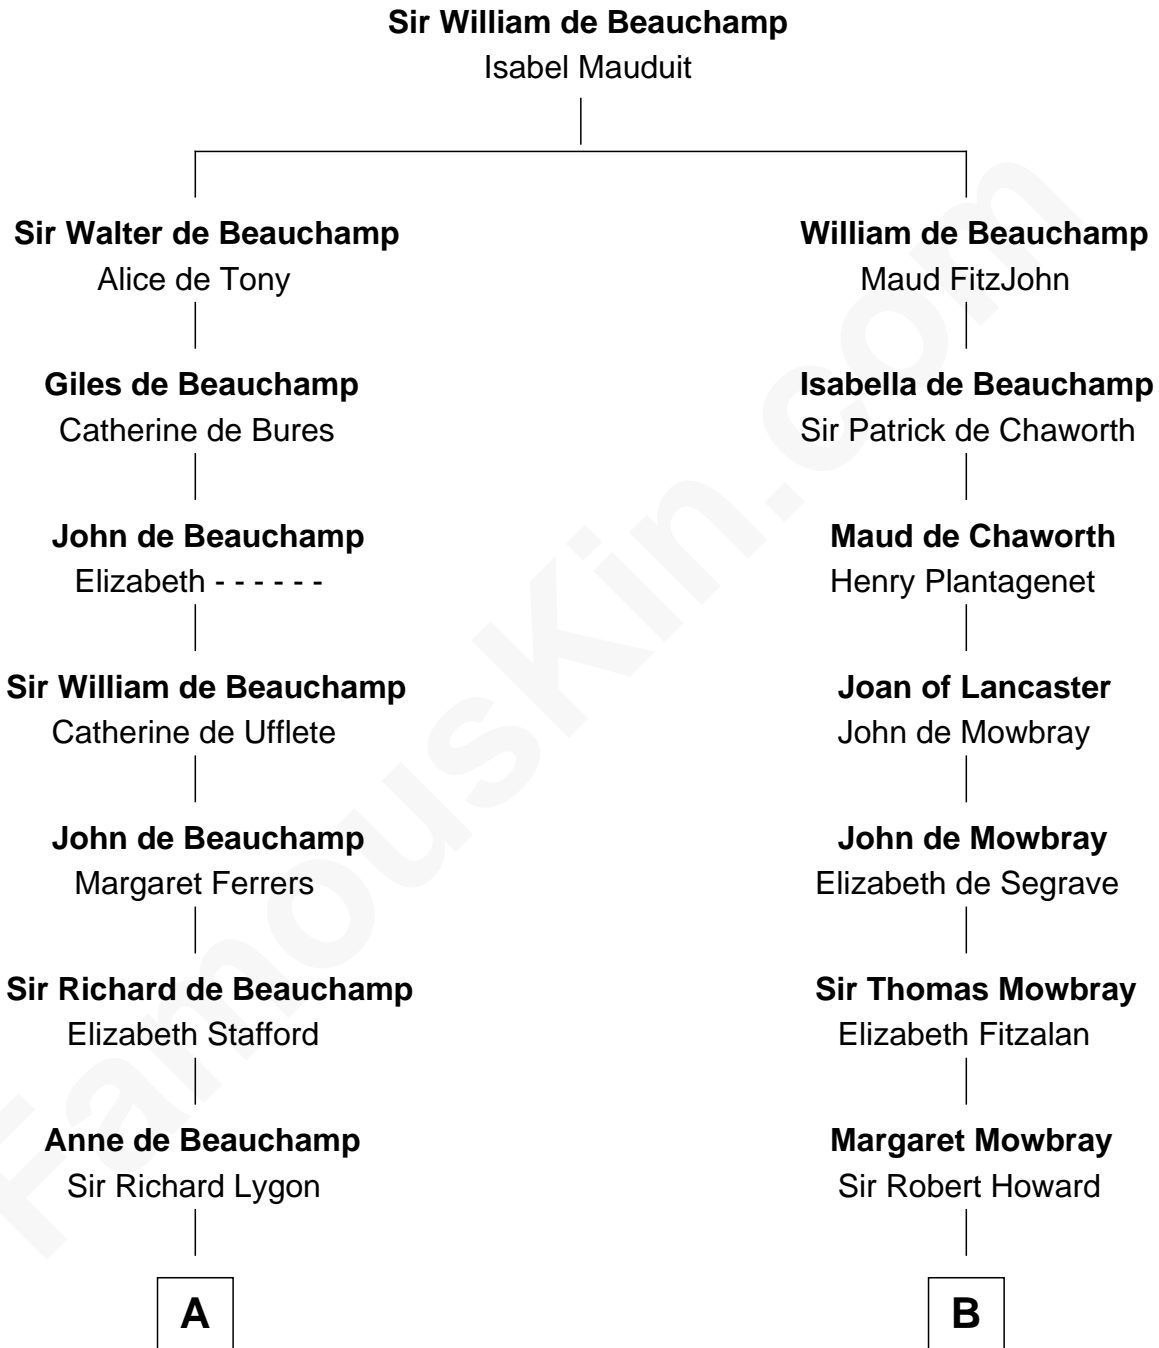 Sir William de Beauchamp
Isabel Mauduit
Sir Walter de Beauchamp
Alice de Tony
William de Beauchamp
Maud FitzJohn
Giles de Beauchamp
Catherine de Bures
Isabella de Beauchamp
Sir Patrick de Chaworth
John de Beauchamp
Elizabeth - - - - - -
Maud de Chaworth
Henry Plantagenet
Sir William de Beauchamp
Catherine de Ufflete
Joan of Lancaster
John de Mowbray
John de Beauchamp
Margaret Ferrers
John de Mowbray
Elizabeth de Segrave
Sir Richard de Beauchamp
Elizabeth Stafford
Sir Thomas Mowbray
Elizabeth Fitzalan
Anne de Beauchamp
Sir Richard Lygon
Margaret Mowbray
Sir Robert Howard
A
B
FamousKin.com